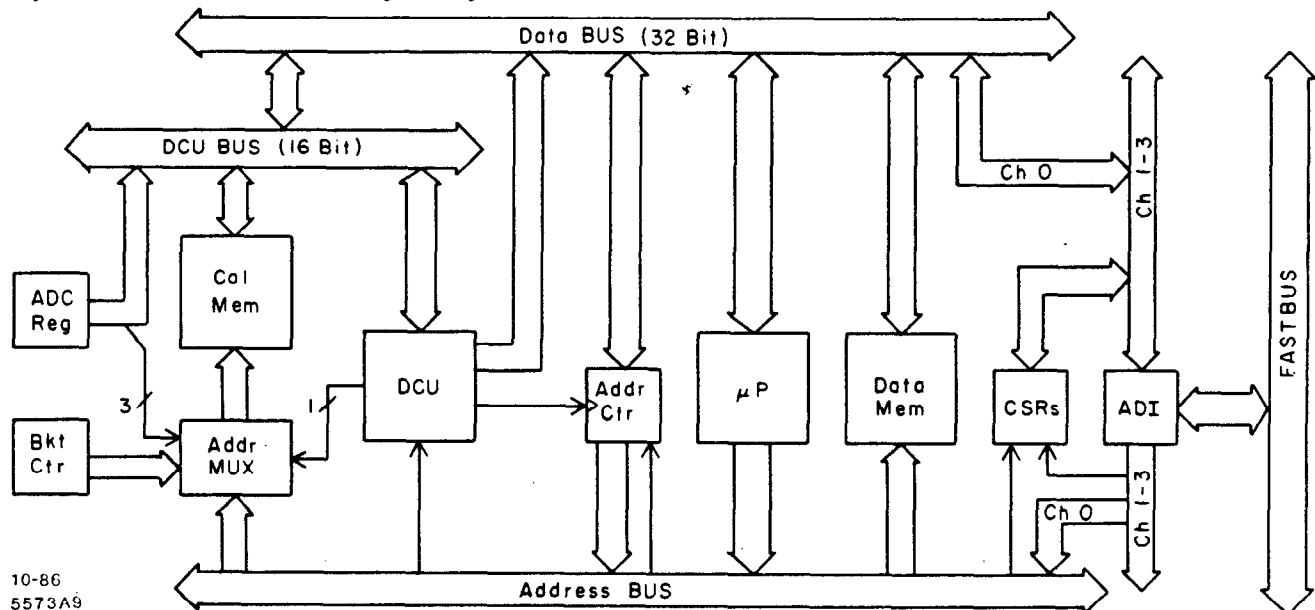 Data BUS (32 Bit)
DCU BUS (16 Bit)
Ch 0
Ch 1-3
ADC
Reg
Cal
Mem
DCU
Addr
Ctr
μP
Data
Mem
CSRs
ADI
FASTBUS
3
1
Bkt
Ctr
Addr
MUX
Ch 0
Ch 1-3
Address BUS
10-86
5573A9